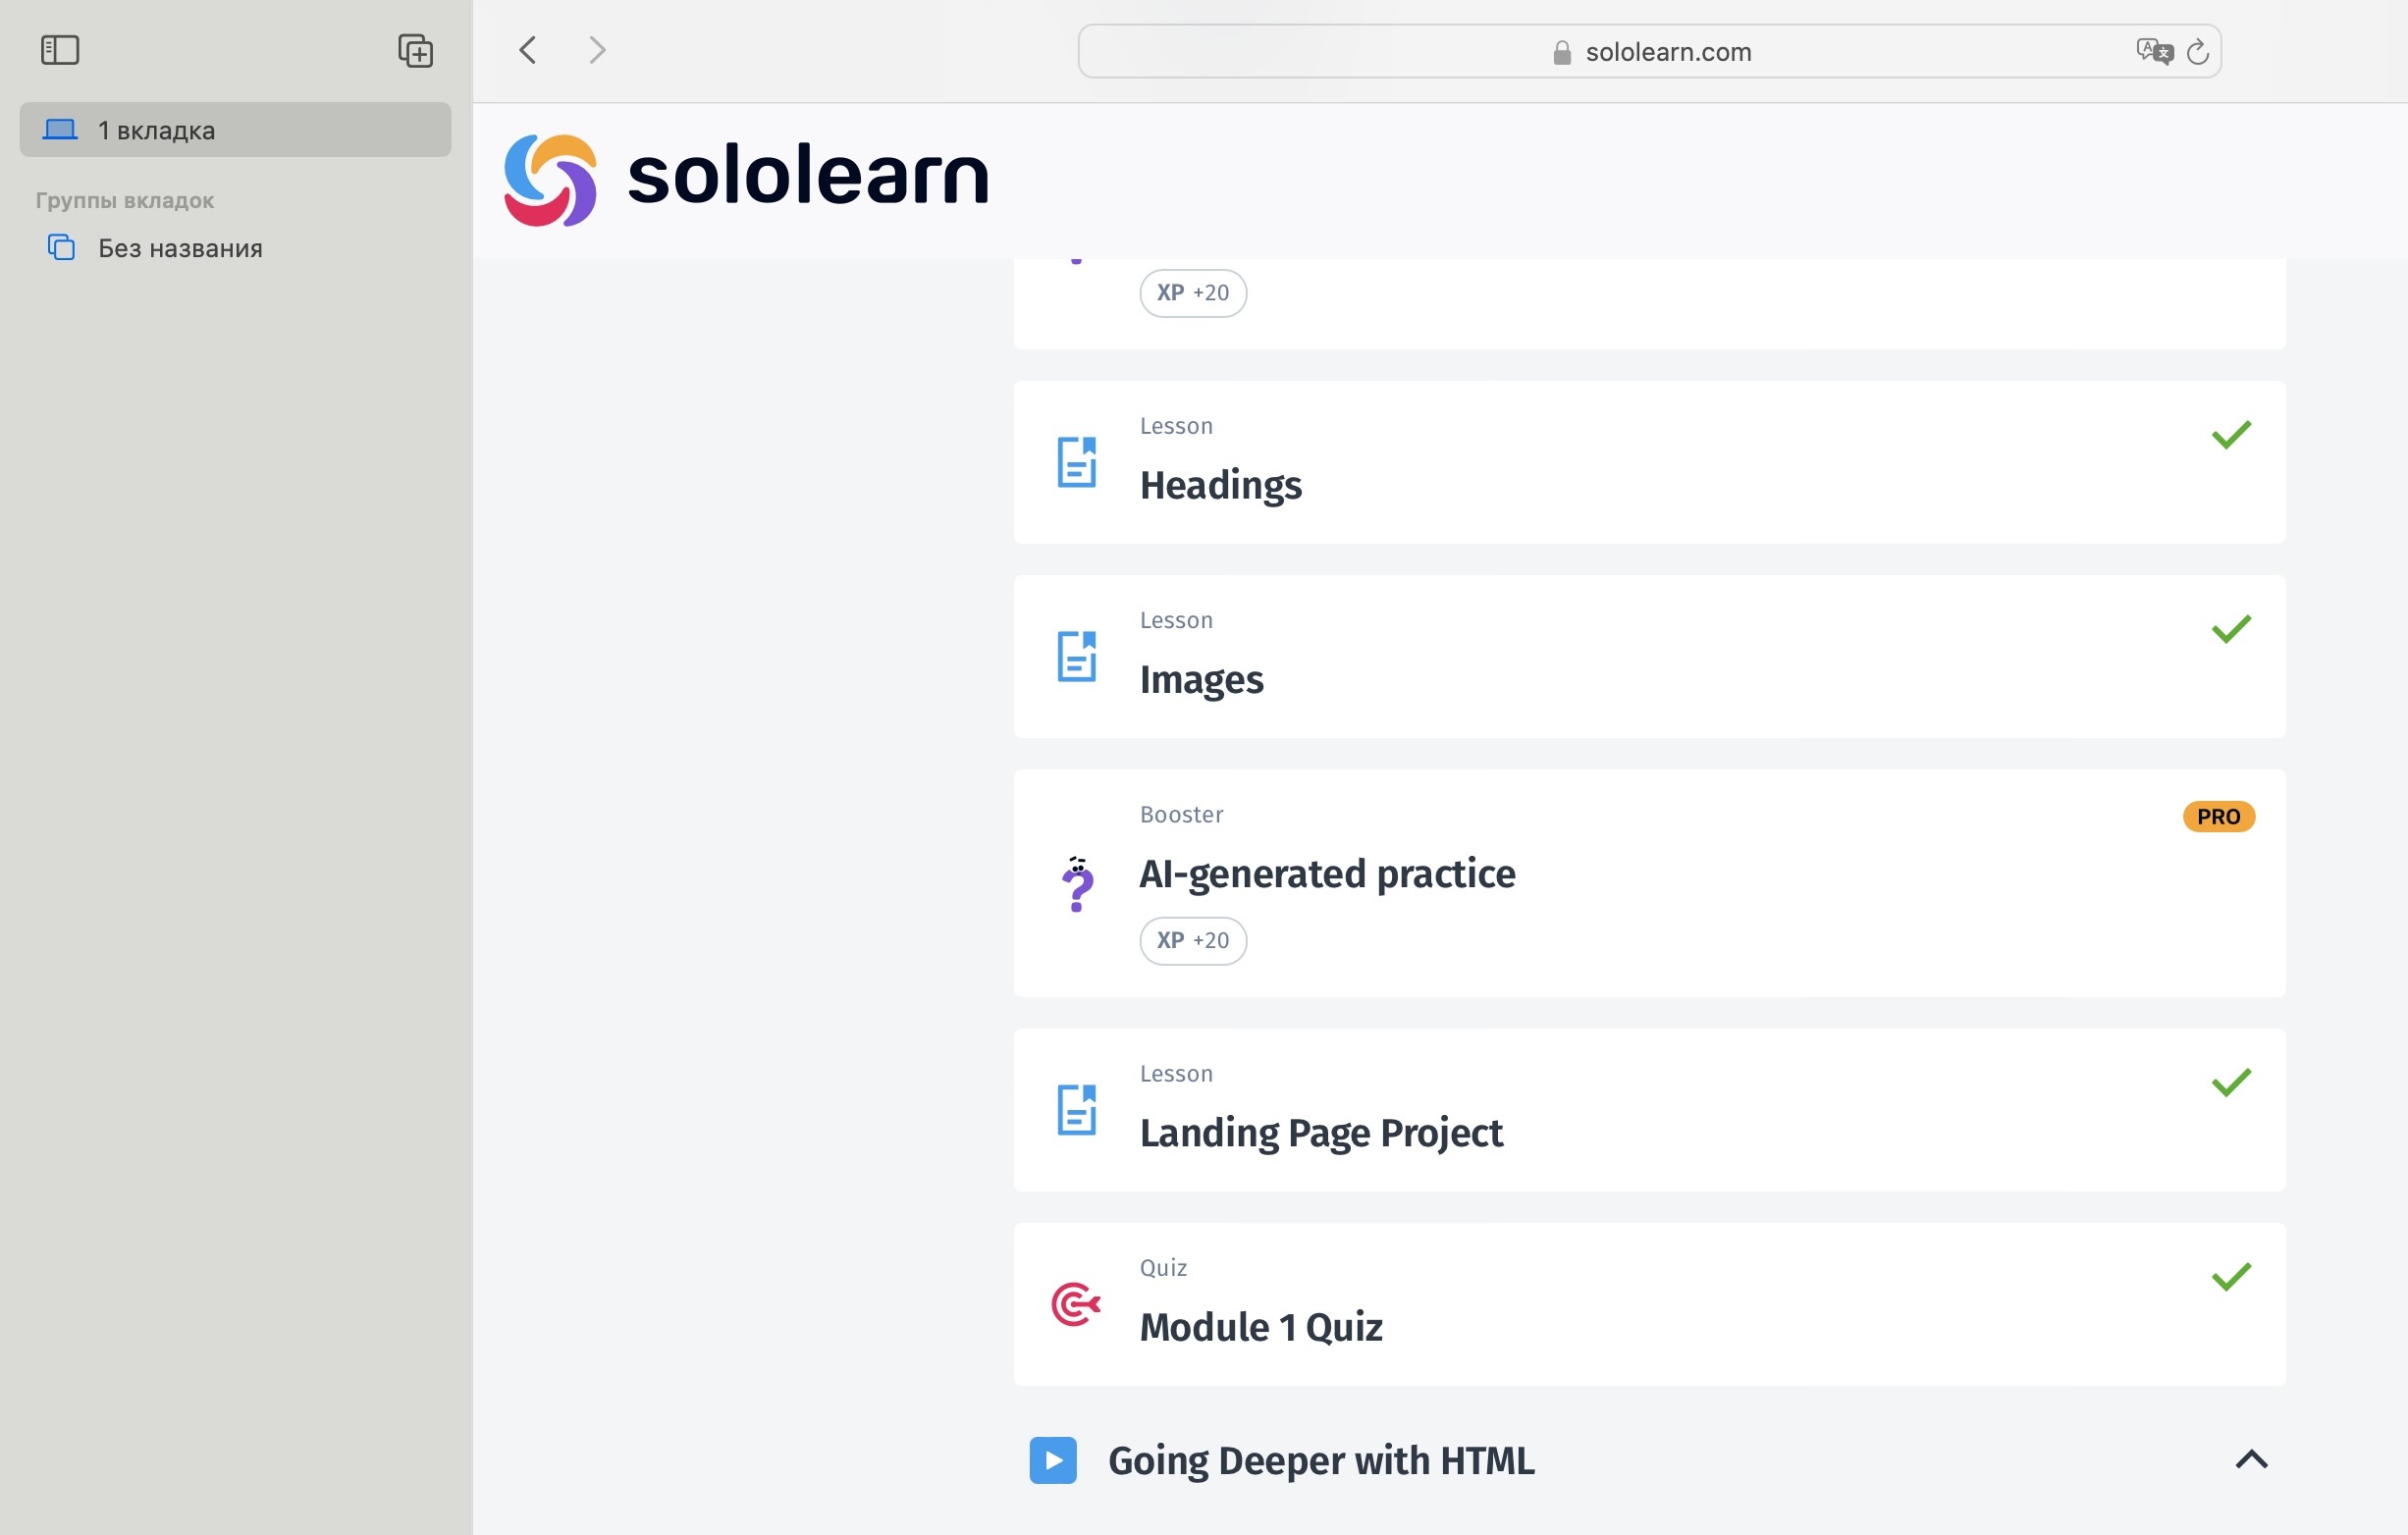 1 вкладка
Группы вкладок
Без названия
sololearn.com
sololearn
XP +20
Lesson
Headings
Lesson
Images
Booster
PRO
AI-generated practice
XP +20
Lesson
Landing Page Project
Quiz
Module 1 Quiz
Going Deeper with HTML